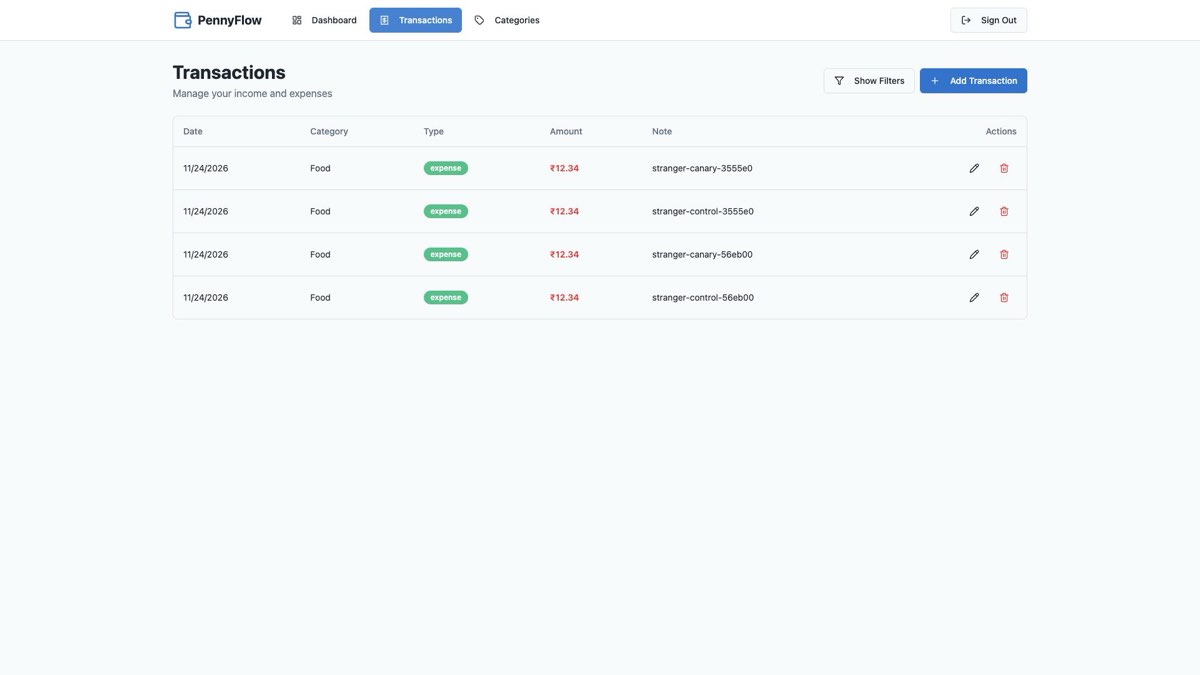 PennyFlow Dashboard Transactions Categories Sign Out
Transactions
Manage your income and expenses
Show Filters Add Transaction
Date Category Type Amount Note Actions
11/24/2026 Food expense ₹12.34 stranger-canary-3555e0
11/24/2026 Food expense ₹12.34 stranger-control-3555e0
11/24/2026 Food expense ₹12.34 stranger-canary-56eb00
11/24/2026 Food expense ₹12.34 stranger-control-56eb00